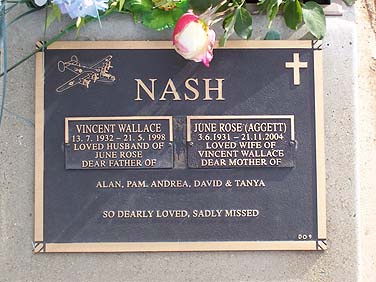 NASH
VINCENT WALLACE
13. 7. 1932 – 21. 5. 1998
LOVED HUSBAND OF
JUNE ROSE
DEAR FATHER OF
JUNE ROSE (AGGETT)
3.6.1931 – 21.11.2004
LOVED WIFE OF
VINCENT WALLACE
DEAR MOTHER OF
ALAN, PAM. ANDREA, DAVID & TANYA
SO DEARLY LOVED, SADLY MISSED
DO 9